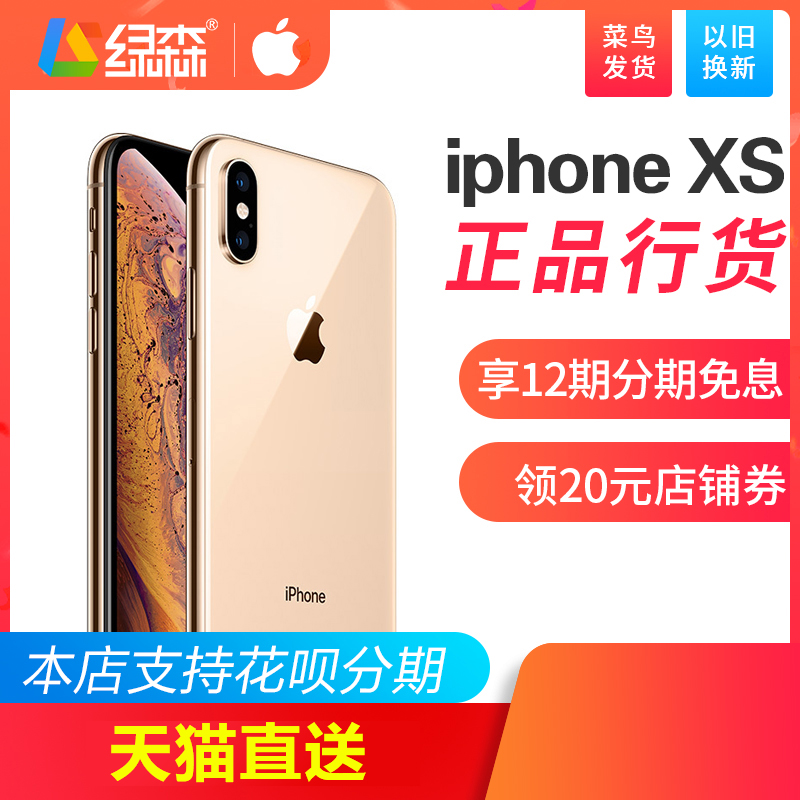 绿森®
菜鸟
发货
以旧
换新
iphone XS
正品行货
享12期分期免息
领20元店铺券
iPhone
本店支持花呗分期
天猫直送